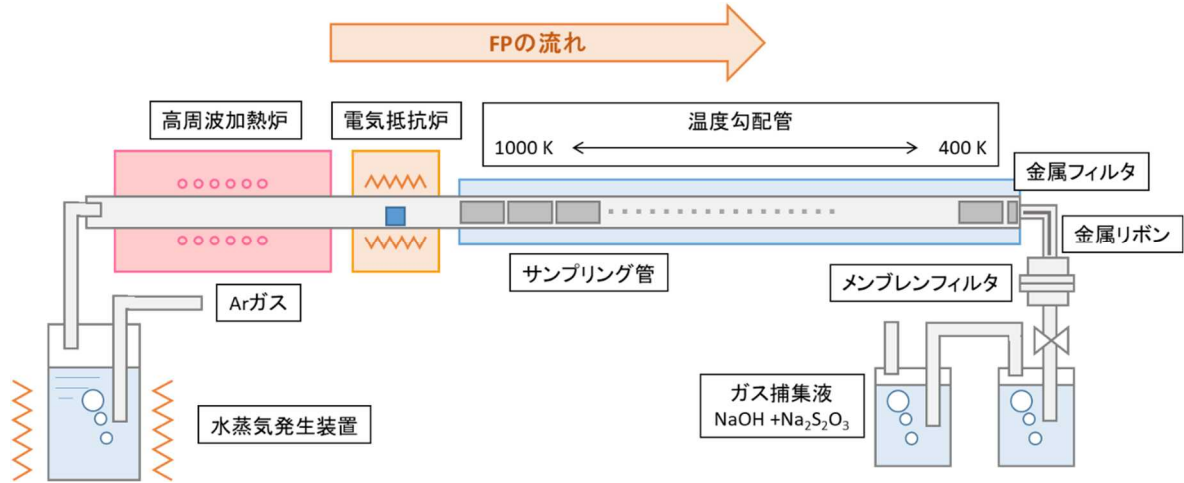 FPの流れ
高周波加熱炉
電気抵抗炉
温度勾配管
1000 K
400 K
金属フィルタ
金属リボン
サンプリング管
メンブレンフィルタ
Arガス
ガス捕集液
NaOH +Na₂S₂O₃
水蒸気発生装置